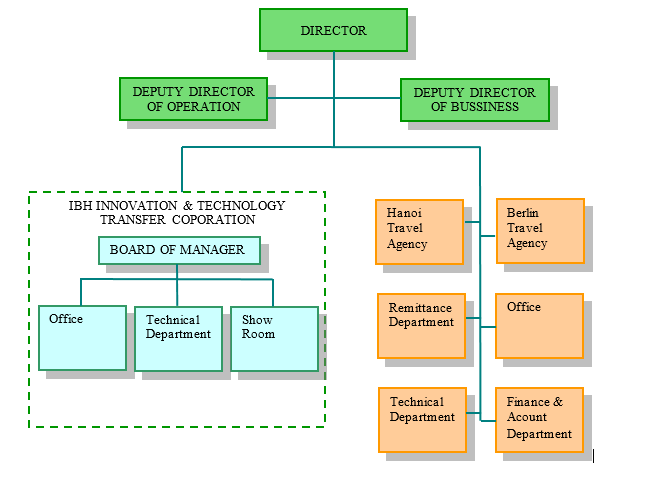 DIRECTOR
DEPUTY DIRECTOR
OF OPERATION
DEPUTY DIRECTOR
OF BUSSINESS
IBH INNOVATION & TECHNOLOGY
TRANSFER COPORATION
BOARD OF MANAGER
Office
Technical
Department
Show
Room
Hanoi
Travel
Agency
Berlin
Travel
Agency
Remittance
Department
Office
Technical
Department
Finance &
Acount
Department